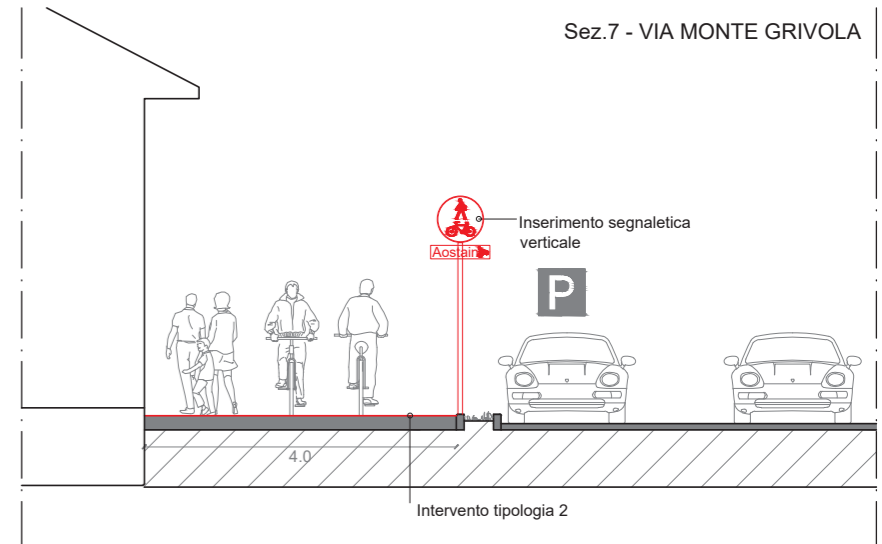 Sez.7 - VIA MONTE GRIVOLA
Inserimento segnaletica
verticale
Aostain
P
4.0
Intervento tipologia 2